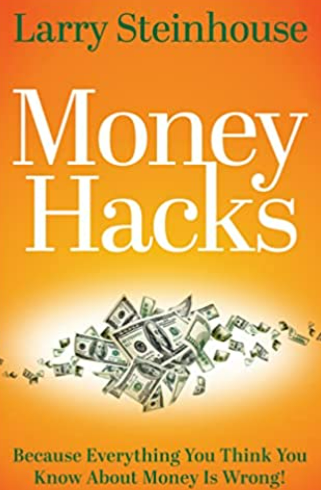 Larry Steinhouse
Money
Hacks
Because Everything You Think You
Know About Money Is Wrong!